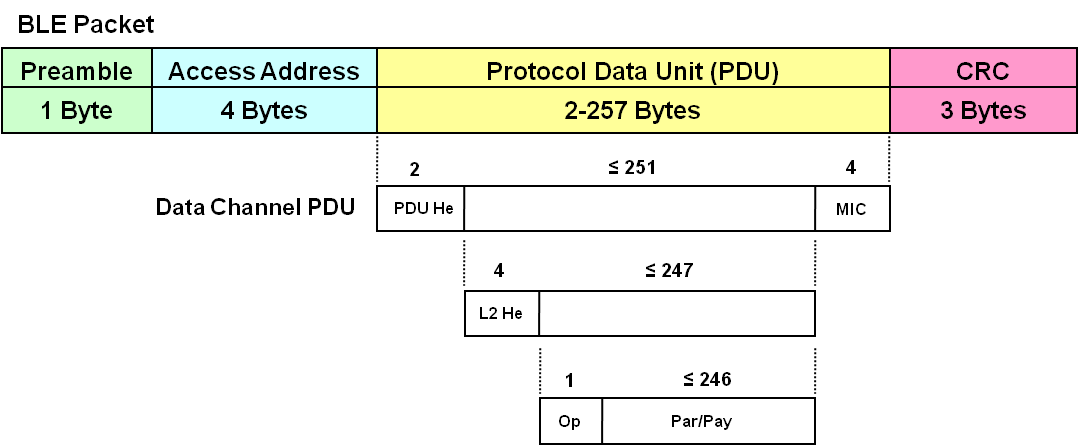 BLE Packet
Preamble Access Address Protocol Data Unit (PDU) CRC
1 Byte 4 Bytes 2-257 Bytes 3 Bytes
2 ≤ 251 4
Data Channel PDU PDU He MIC
4 ≤ 247
L2 He
1 ≤ 246
Op Par/Pay